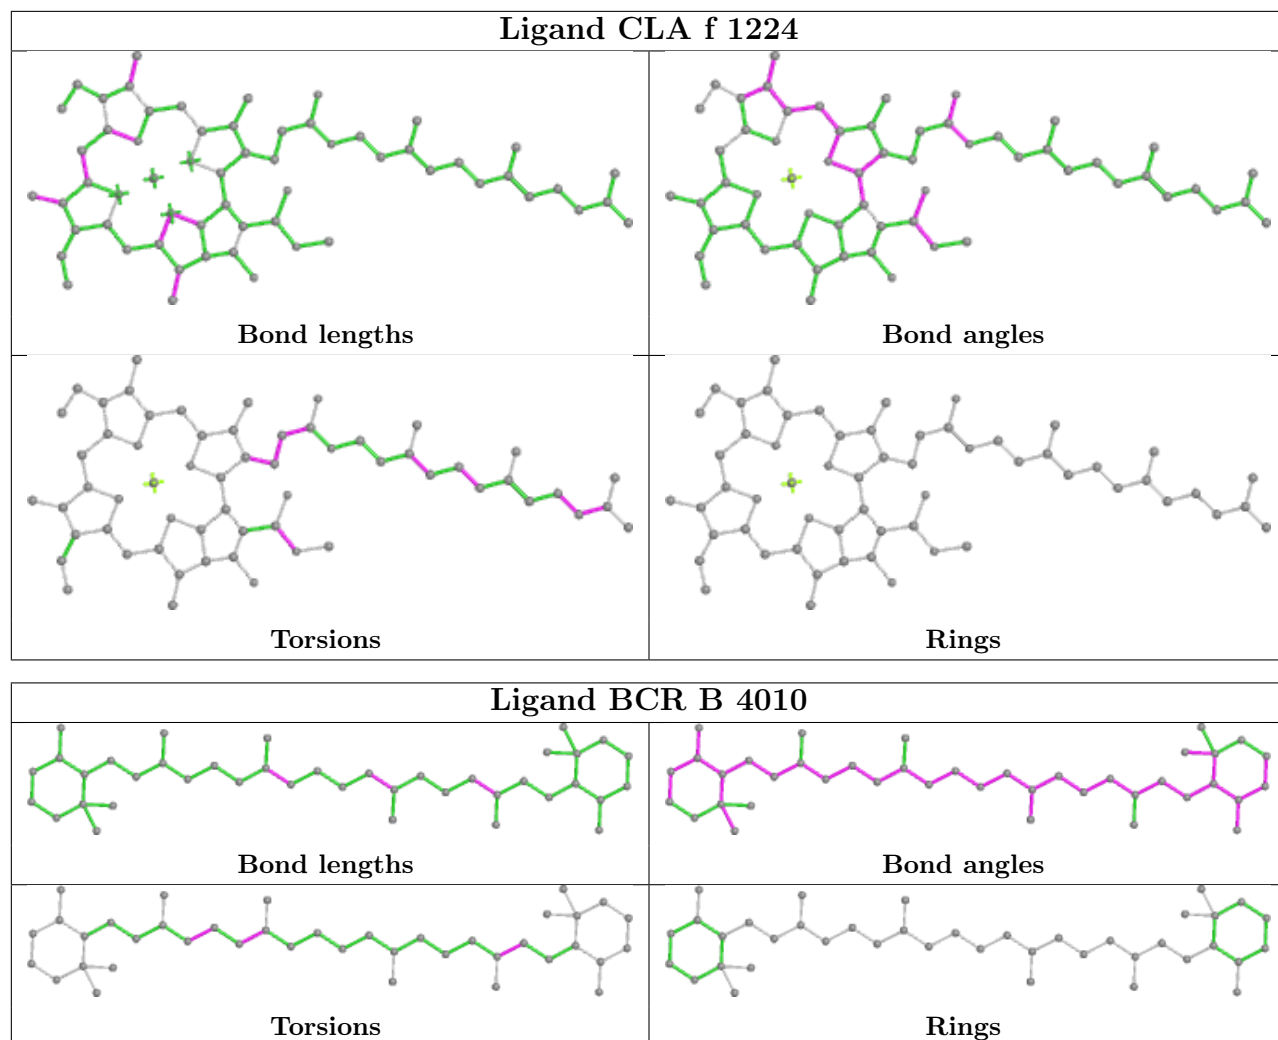 Ligand CLA f 1224
Bond lengths
Bond angles
Torsions
Rings
Ligand BCR B 4010
Bond lengths
Bond angles
Torsions
Rings